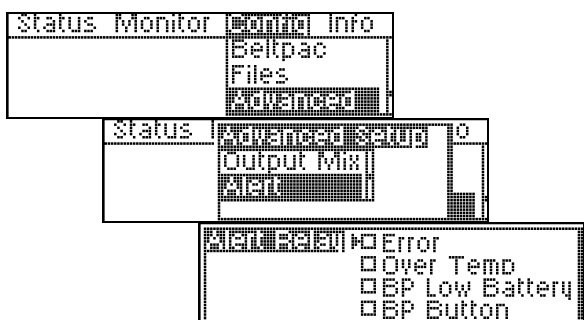 Status Monitor Config Info
Beltpac
Files
Advanced
Status Advanced Setup o
Output Mix
Alert
Alert Relay Error
Over Temp
BP Low Battery
BP Button